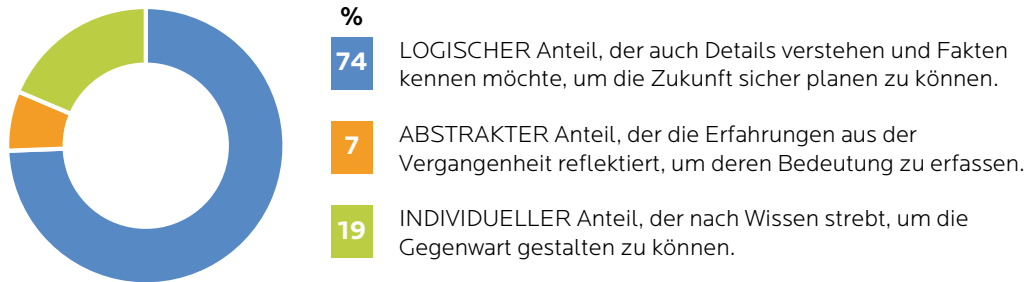 %
74
LOGISCHER Anteil, der auch Details verstehen und Fakten
kennen möchte, um die Zukunft sicher planen zu können.
7
ABSTRAKTER Anteil, der die Erfahrungen aus der
Vergangenheit reflektiert, um deren Bedeutung zu erfassen.
19
INDIVIDUELLER Anteil, der nach Wissen strebt, um die
Gegenwart gestalten zu können.